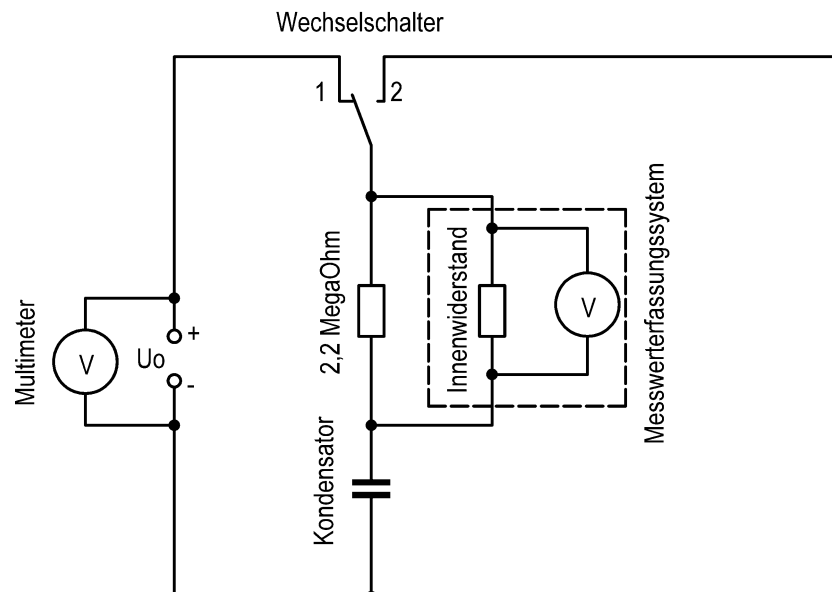 Wechselschalter
1
2
Multimeter
V
Uo
+
-
2,2 MegaOhm
Kondensator
Innenwiderstand
V
Messwerterfassungssystem